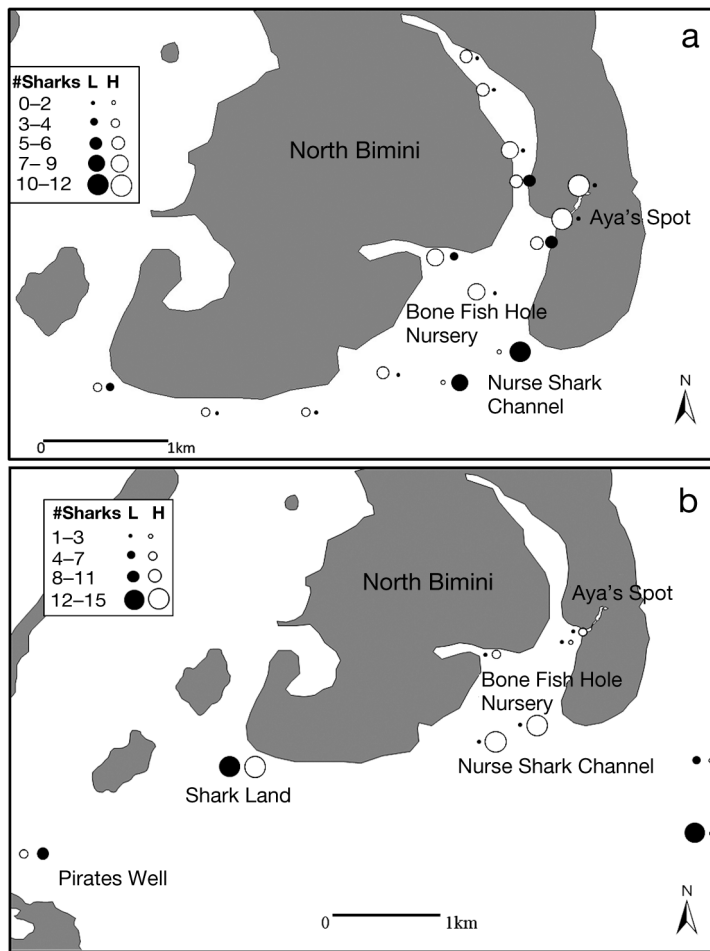 a
#Sharks L H
0–2
3–4
5–6
7– 9
10–12
North Bimini
Aya's Spot
Bone Fish Hole
Nursery
Nurse Shark
Channel
N
0 1km
b
#Sharks L H
1–3
4–7
8–11
12–15
North Bimini
Aya's Spot
Bone Fish Hole
Nursery
Nurse Shark Channel
Shark Land
Pirates Well
N
0 1km